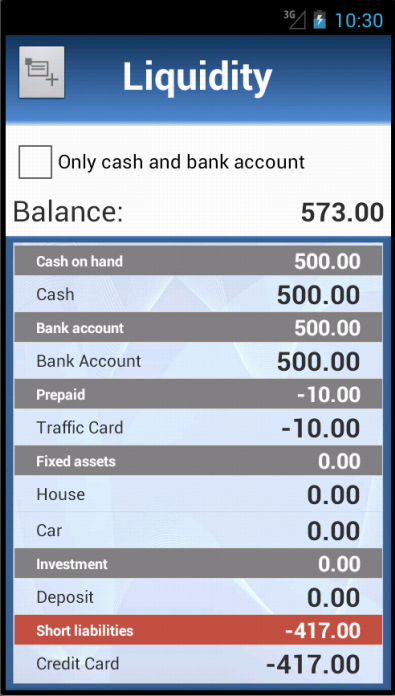 3G 10:30
Liquidity
Only cash and bank account
Balance: 573.00
Cash on hand 500.00
Cash 500.00
Bank account 500.00
Bank Account 500.00
Prepaid -10.00
Traffic Card -10.00
Fixed assets 0.00
House 0.00
Car 0.00
Investment 0.00
Deposit 0.00
Short liabilities -417.00
Credit Card -417.00